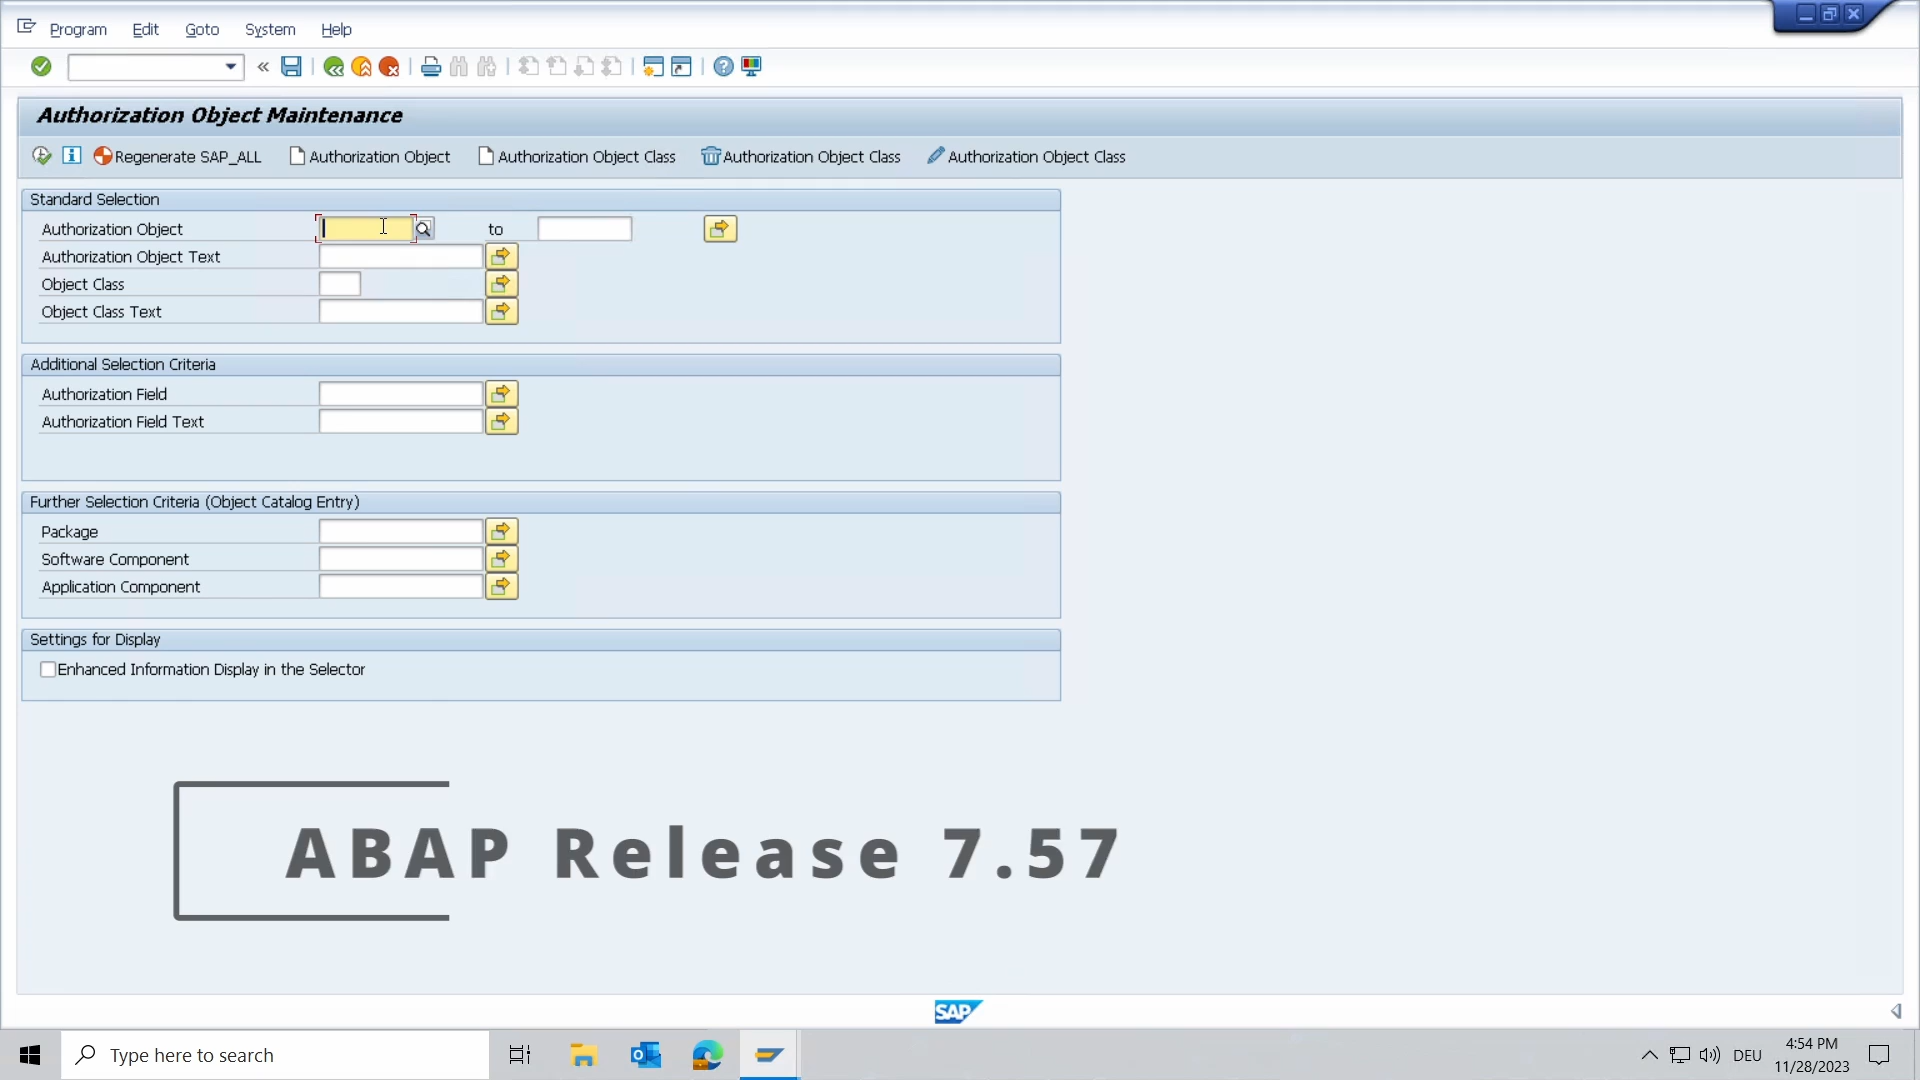 Program Edit Goto System Help
Authorization Object Maintenance
Regenerate SAP_ALL Authorization Object Authorization Object Class Authorization Object Class Authorization Object Class
Standard Selection
Authorization Object to
Authorization Object Text
Object Class
Object Class Text
Additional Selection Criteria
Authorization Field
Authorization Field Text
Further Selection Criteria (Object Catalog Entry)
Package
Software Component
Application Component
Settings for Display
Enhanced Information Display in the Selector
ABAP Release 7.57
SAP
Type here to search
DEU
4:54 PM
11/28/2023